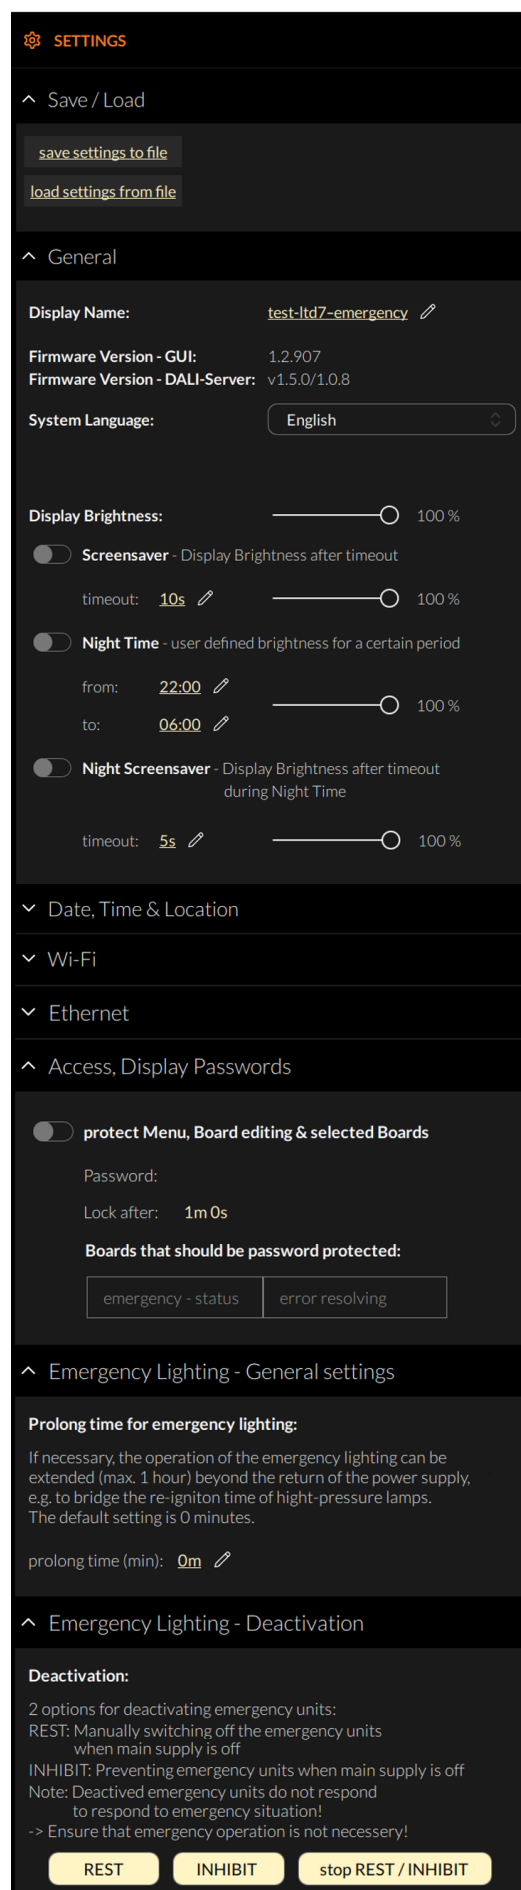 SETTINGS
Save / Load
save settings to file
load settings from file
General
Display Name: test-ltd7-emergency
Firmware Version - GUI: 1.2.907
Firmware Version - DALI-Server: v1.5.0/1.0.8
System Language: English
Display Brightness: 100 %
Screensaver - Display Brightness after timeout
timeout: 10s 100 %
Night Time - user defined brightness for a certain period
from: 22:00
100 %
to: 06:00
Night Screensaver - Display Brightness after timeout
during Night Time
timeout: 5s 100 %
Date, Time & Location
Wi-Fi
Ethernet
Access, Display Passwords
protect Menu, Board editing & selected Boards
Password:
Lock after: 1m 0s
Boards that should be password protected:
emergency - status error resolving
Emergency Lighting - General settings
Prolong time for emergency lighting:
If necessary, the operation of the emergency lighting can be
extended (max. 1 hour) beyond the return of the power supply,
e.g. to bridge the re-igniton time of hight-pressure lamps.
The default setting is 0 minutes.
prolong time (min): 0m
Emergency Lighting - Deactivation
Deactivation:
2 options for deactivating emergency units:
REST: Manually switching off the emergency units
when main supply is off
INHIBIT: Preventing emergency units when main supply is off
Note: Deactived emergency units do not respond
to respond to emergency situation!
-> Ensure that emergency operation is not necessery!
REST INHIBIT stop REST / INHIBIT